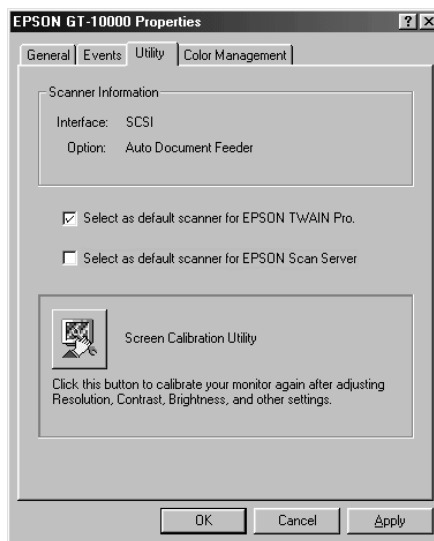 EPSON GT-10000 Properties
General Events Utility Color Management
Scanner Information
Interface: SCSI
Option: Auto Document Feeder
Select as default scanner for EPSON TWAIN Pro.
Select as default scanner for EPSON Scan Server
Screen Calibration Utility
Click this button to calibrate your monitor again after adjusting
Resolution, Contrast, Brightness, and other settings.
OK Cancel Apply